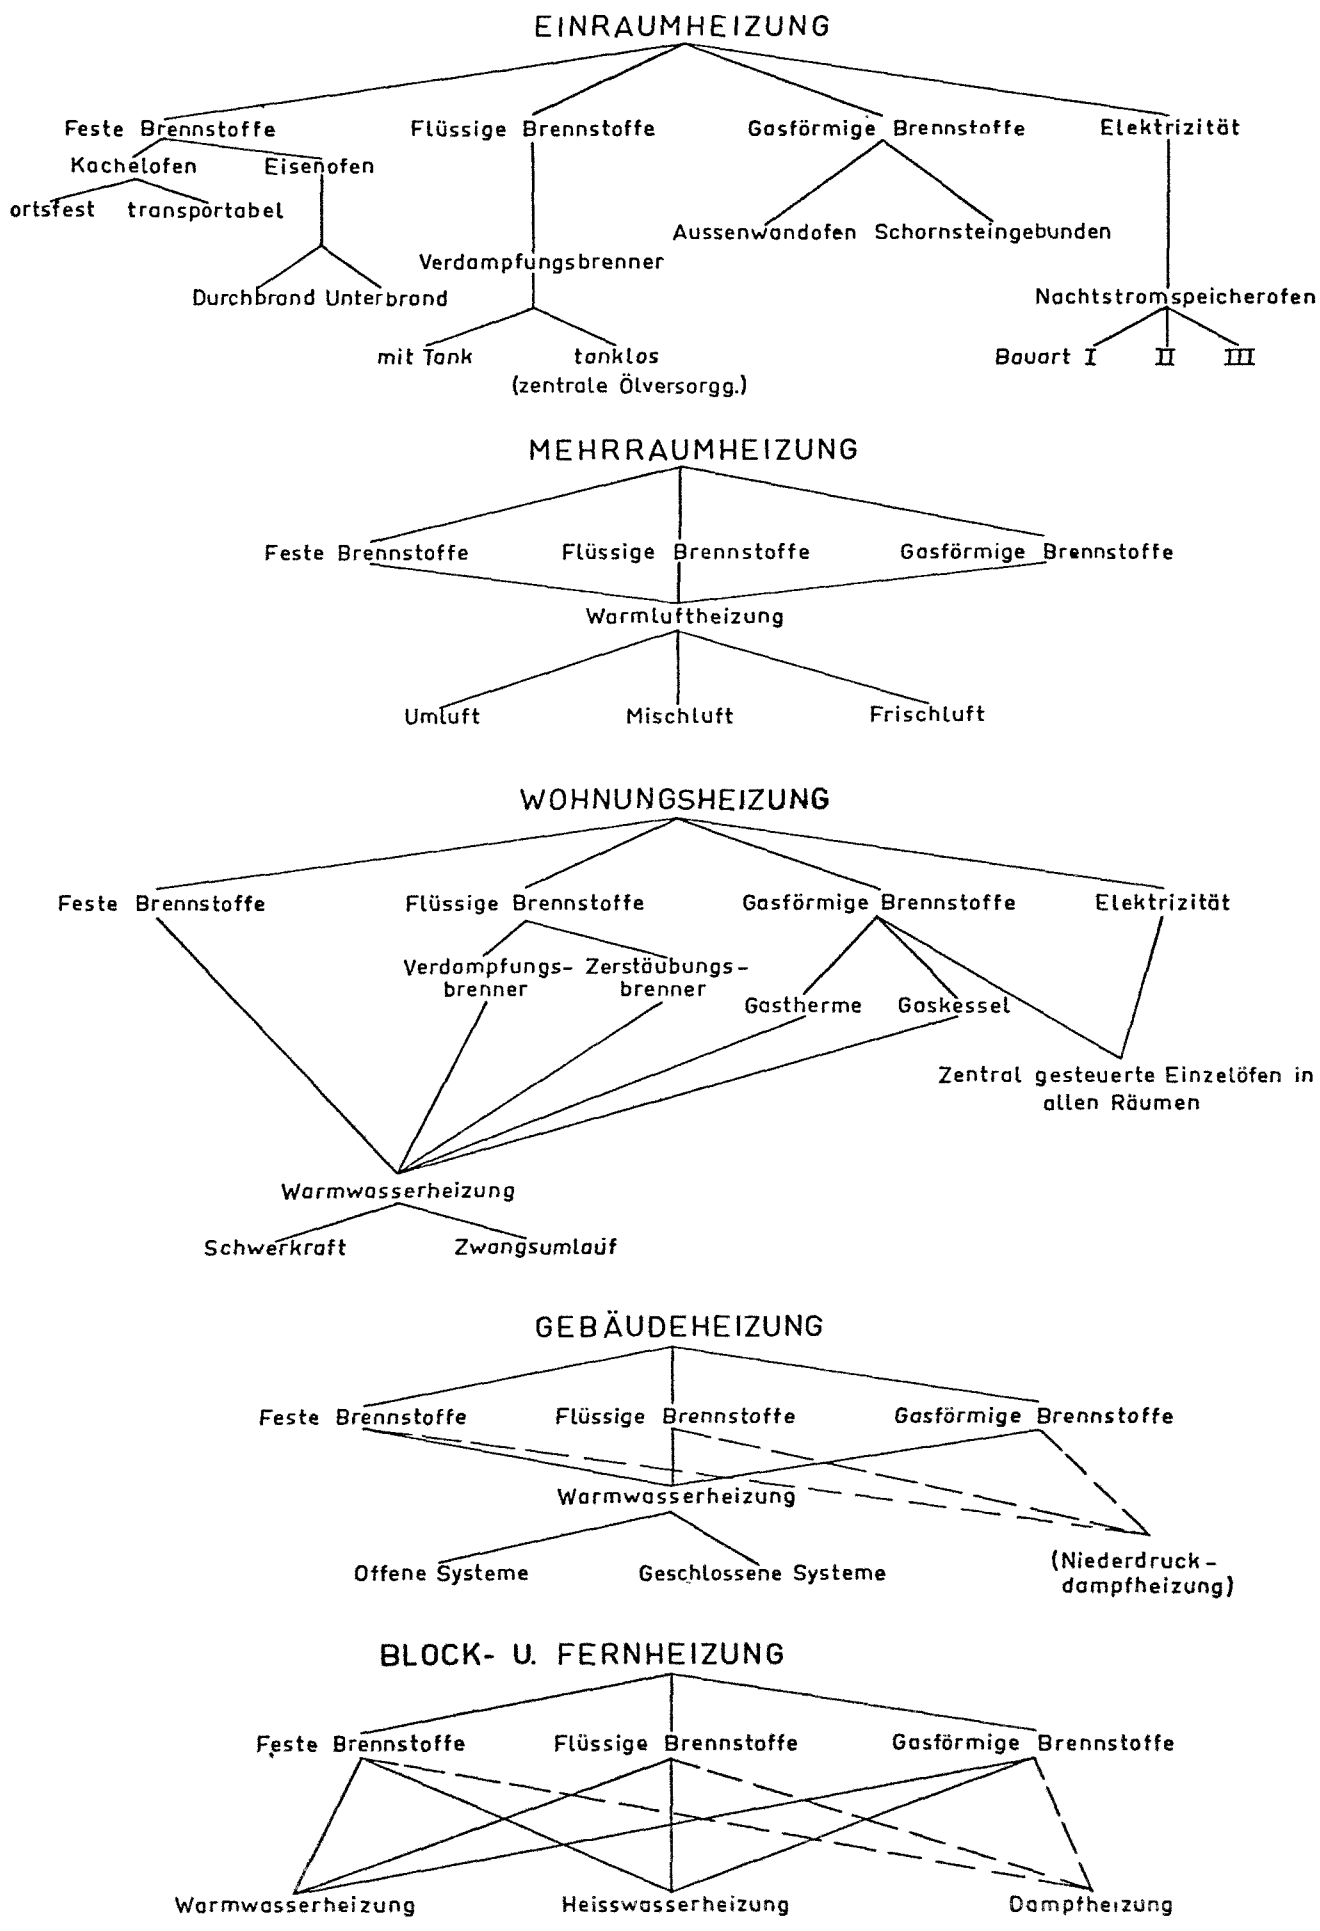 EINRAUMHEIZUNG
Feste Brennstoffe Flüssige Brennstoffe Gasförmige Brennstoffe Elektrizität
Kachelofen Eisenofen
ortsfest transportabel
Aussenwandofen Schornsteingebunden
Verdampfungsbrenner
Durchbrand Unterbrand
Nachtstromspeicherofen
mit Tank tanklos
Bauart I II III
(zentrale Ölversorgg.)
MEHRRAUMHEIZUNG
Feste Brennstoffe Flüssige Brennstoffe Gasförmige Brennstoffe
Warmluftheizung
Umluft Mischluft Frischluft
WOHNUNGSHEIZUNG
Feste Brennstoffe Flüssige Brennstoffe Gasförmige Brennstoffe Elektrizität
Verdampfungs- Zerstäubungs-
brenner brenner
Gastherme Gaskessel
Zentral gesteuerte Einzelöfen in
allen Räumen
Warmwasserheizung
Schwerkraft Zwangsumlauf
GEBÄUDEHEIZUNG
Feste Brennstoffe Flüssige Brennstoffe Gasförmige Brennstoffe
Warmwasserheizung
Offene Systeme Geschlossene Systeme
(Niederdruck-
dampfheizung)
BLOCK- U. FERNHEIZUNG
Feste Brennstoffe Flüssige Brennstoffe Gasförmige Brennstoffe
Warmwasserheizung Heisswasserheizung Dampfheizung